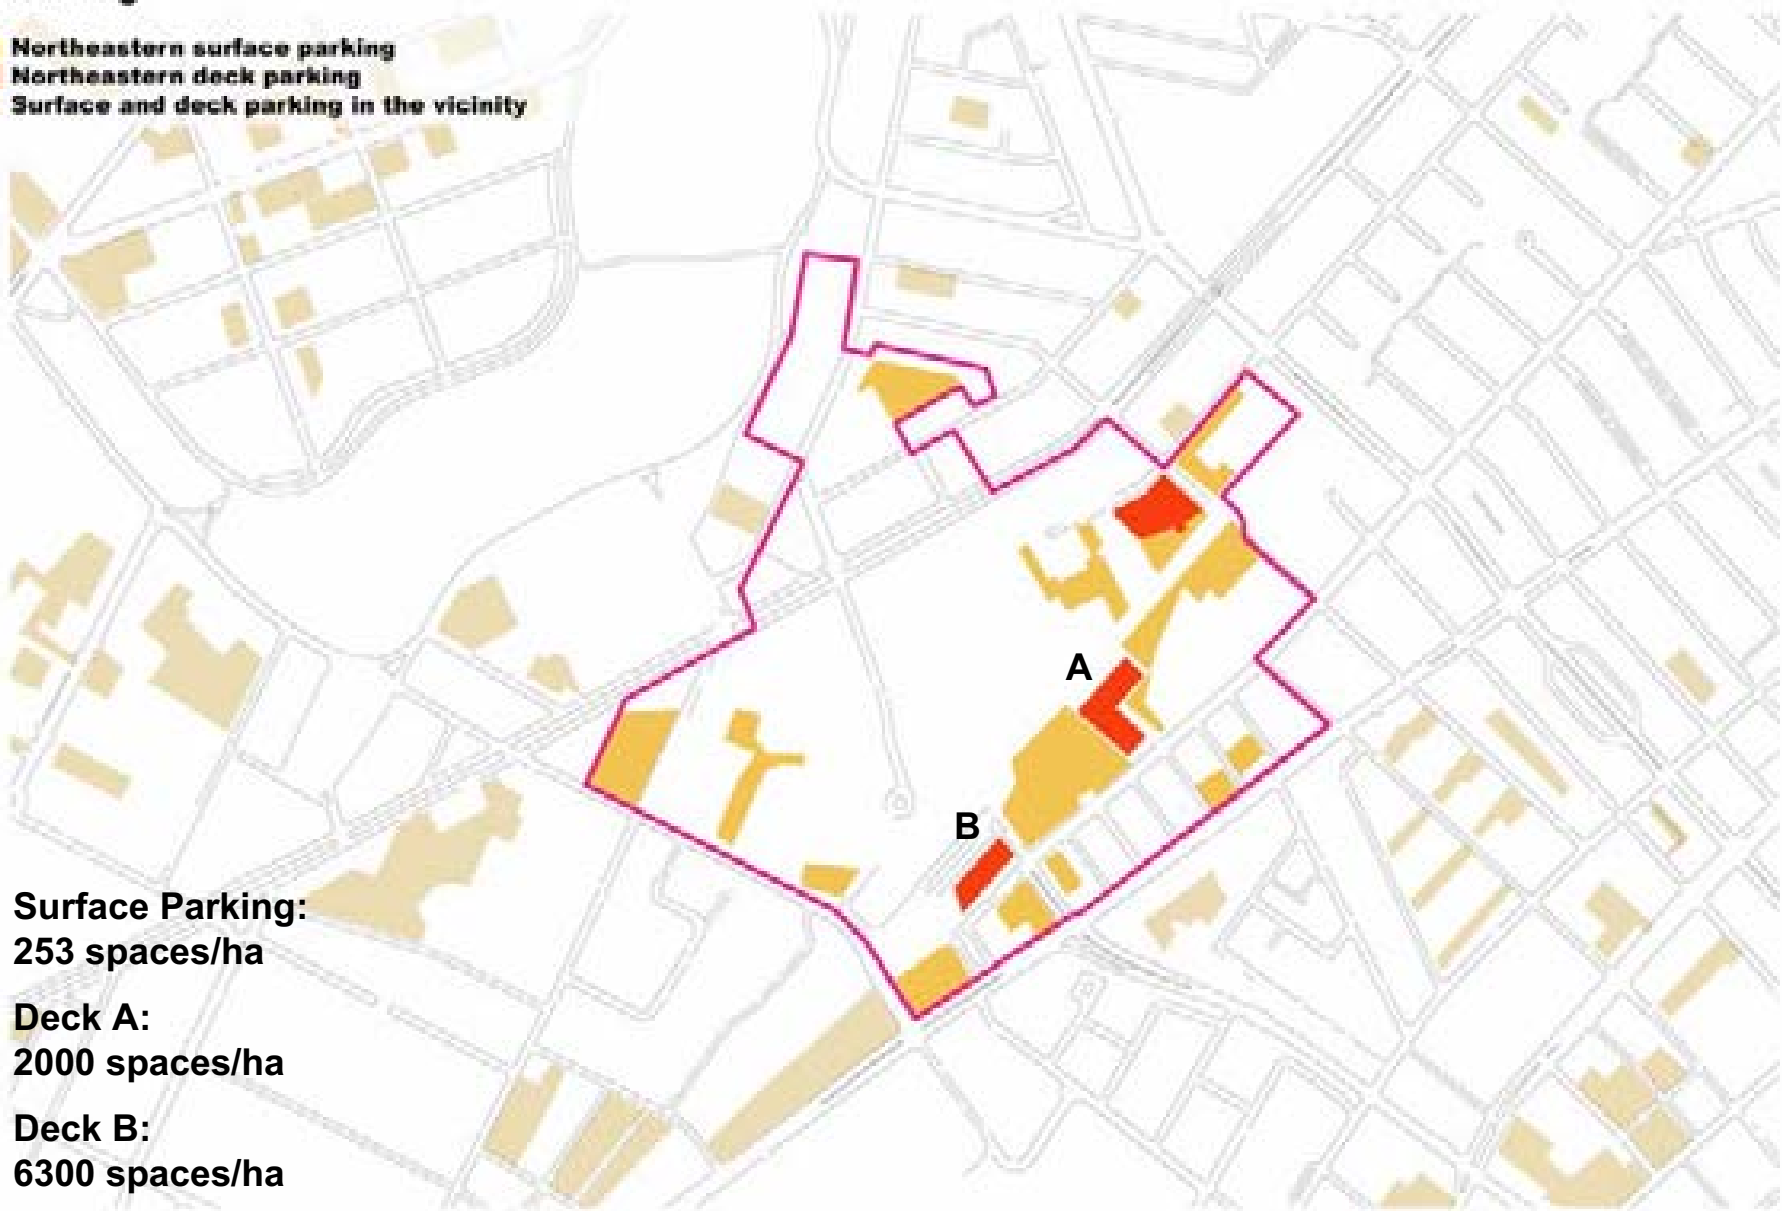 Northeastern surface parking
Northeastern deck parking
Surface and deck parking in the vicinity
A
B
Surface Parking:
253 spaces/ha
Deck A:
2000 spaces/ha
Deck B:
6300 spaces/ha